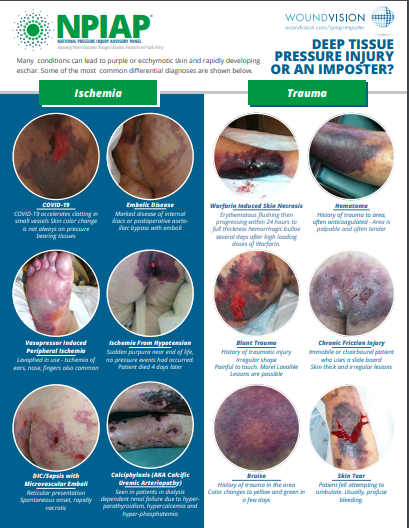 NPIAP®
NATIONAL PRESSURE INJURY ADVISORY PANEL
Improving Patient Outcomes Through Education, Research and Public Policy
WOUNDVISION
woundvision.com/npiap-imposter
Many conditions can lead to purple or ecchymotic skin and rapidly developing
eschar. Some of the most common differential diagnoses are shown below.
DEEP TISSUE
PRESSURE INJURY
OR AN IMPOSTER?
Ischemia
Trauma
COVID-19
COVID-19 accelerates clotting in
small vessels Skin color change
is not always on pressure
bearing tissues
Embolic Disease
Marked disease of internal
iliacs or postoperative aorto-
iliac bypass with emboli
Warfarin Induced Skin Necrosis
Erythematous flushing then
progressing within 24 hours to
full thickness hemorrhagic bullae
several days after high loading
doses of Warfarin.
Hematoma
History of trauma to area,
often anticoagulated - Area is
palpable and often tender
Vasopressor Induced
Peripheral Ischemia
Levophed in use - Ischemia of
ears, nose, fingers also common
Ischemia From Hypotension
Sudden purpura near end of life,
no pressure events had occurred.
Patient died 4 days later
Blunt Trauma
History of traumatic injury
Irregular shape
Painful to touch. Morel Lavallée
Lesions are possible
Chronic Friction Injury
Immobile or chairbound patient
who uses a slide board
Skin thick and irregular lesions
DIC/Sepsis with
Microvascular Emboli
Reticular presentation
Spontaneous onset, rapidly
necrotic
Calciphylaxis (AKA Calcific
Uremic Arteriopathy)
Seen in patients in dialysis
dependent renal failure due to hyper-
parathyroidism, hypercalcemia and
hyper-phosphatemia
Bruise
History of trauma in the area
Color changes to yellow and green in
a few days
Skin Tear
Patient fell attempting to
ambulate. Usually, profuse
bleeding.